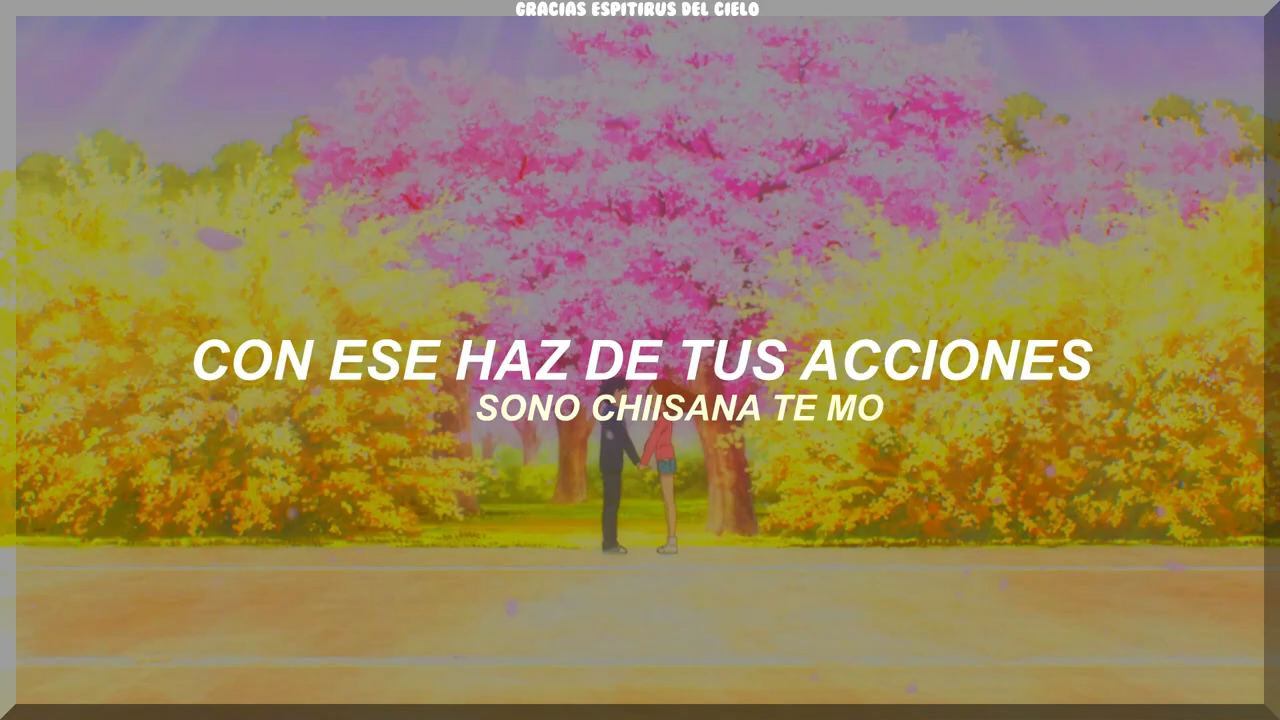 GRACIAS ESPITIRUS DEL CIELO
CON ESE HAZ DE TUS ACCIONES
SONO CHIISANA TE MO